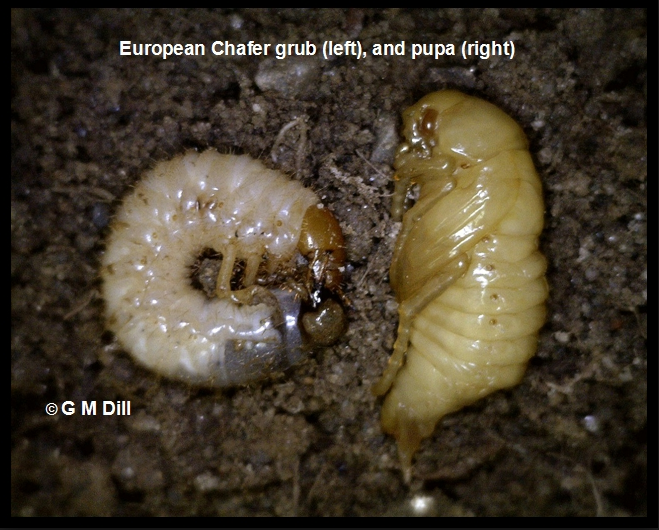 European Chafer grub (left), and pupa (right)
© G M Dill